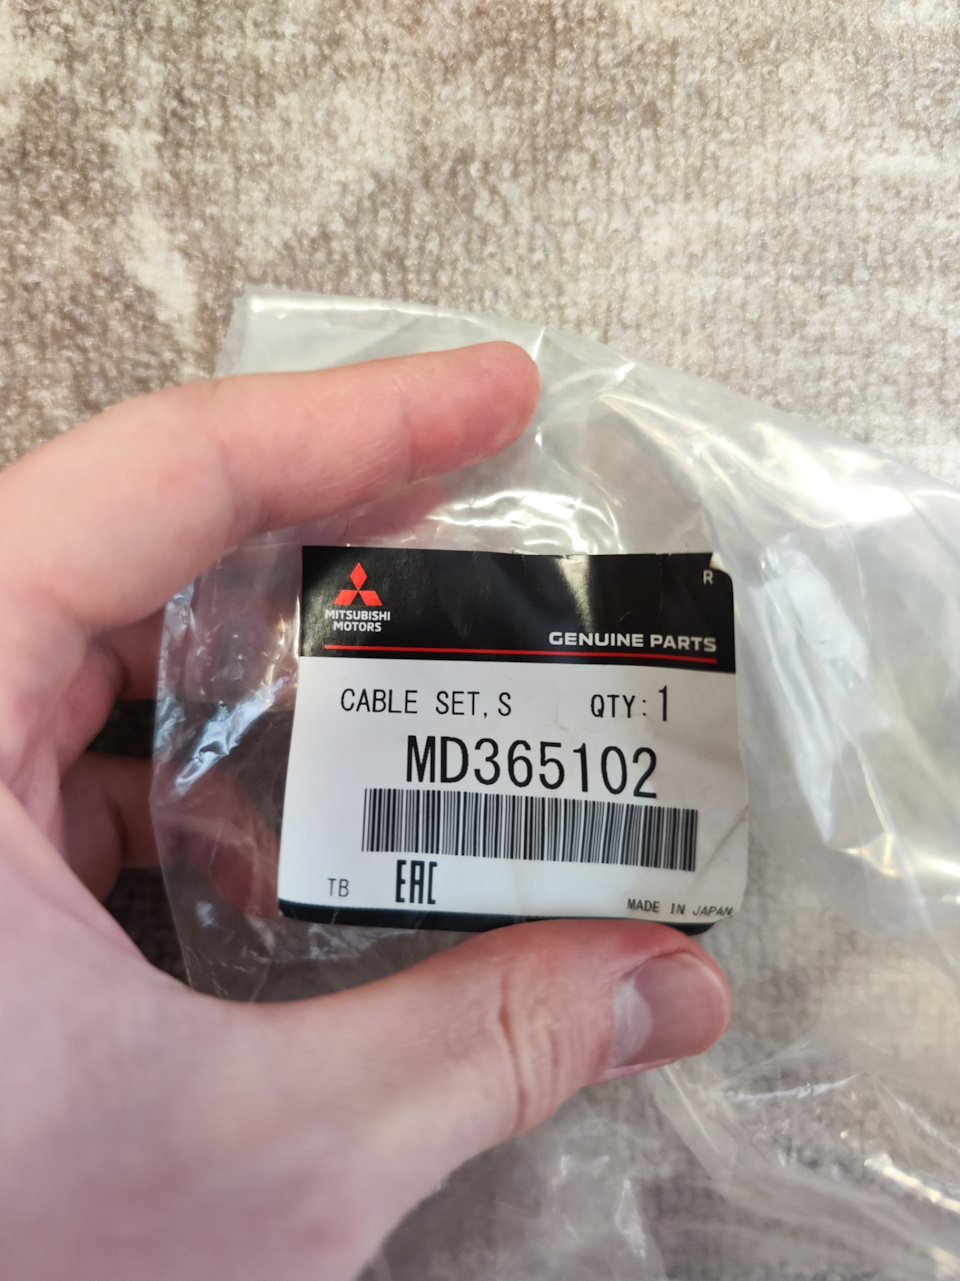 R
MITSUBISHI
MOTORS
GENUINE PARTS
CABLE SET,S QTY:1
MD365102
TB EAC
MADE IN JAPAN